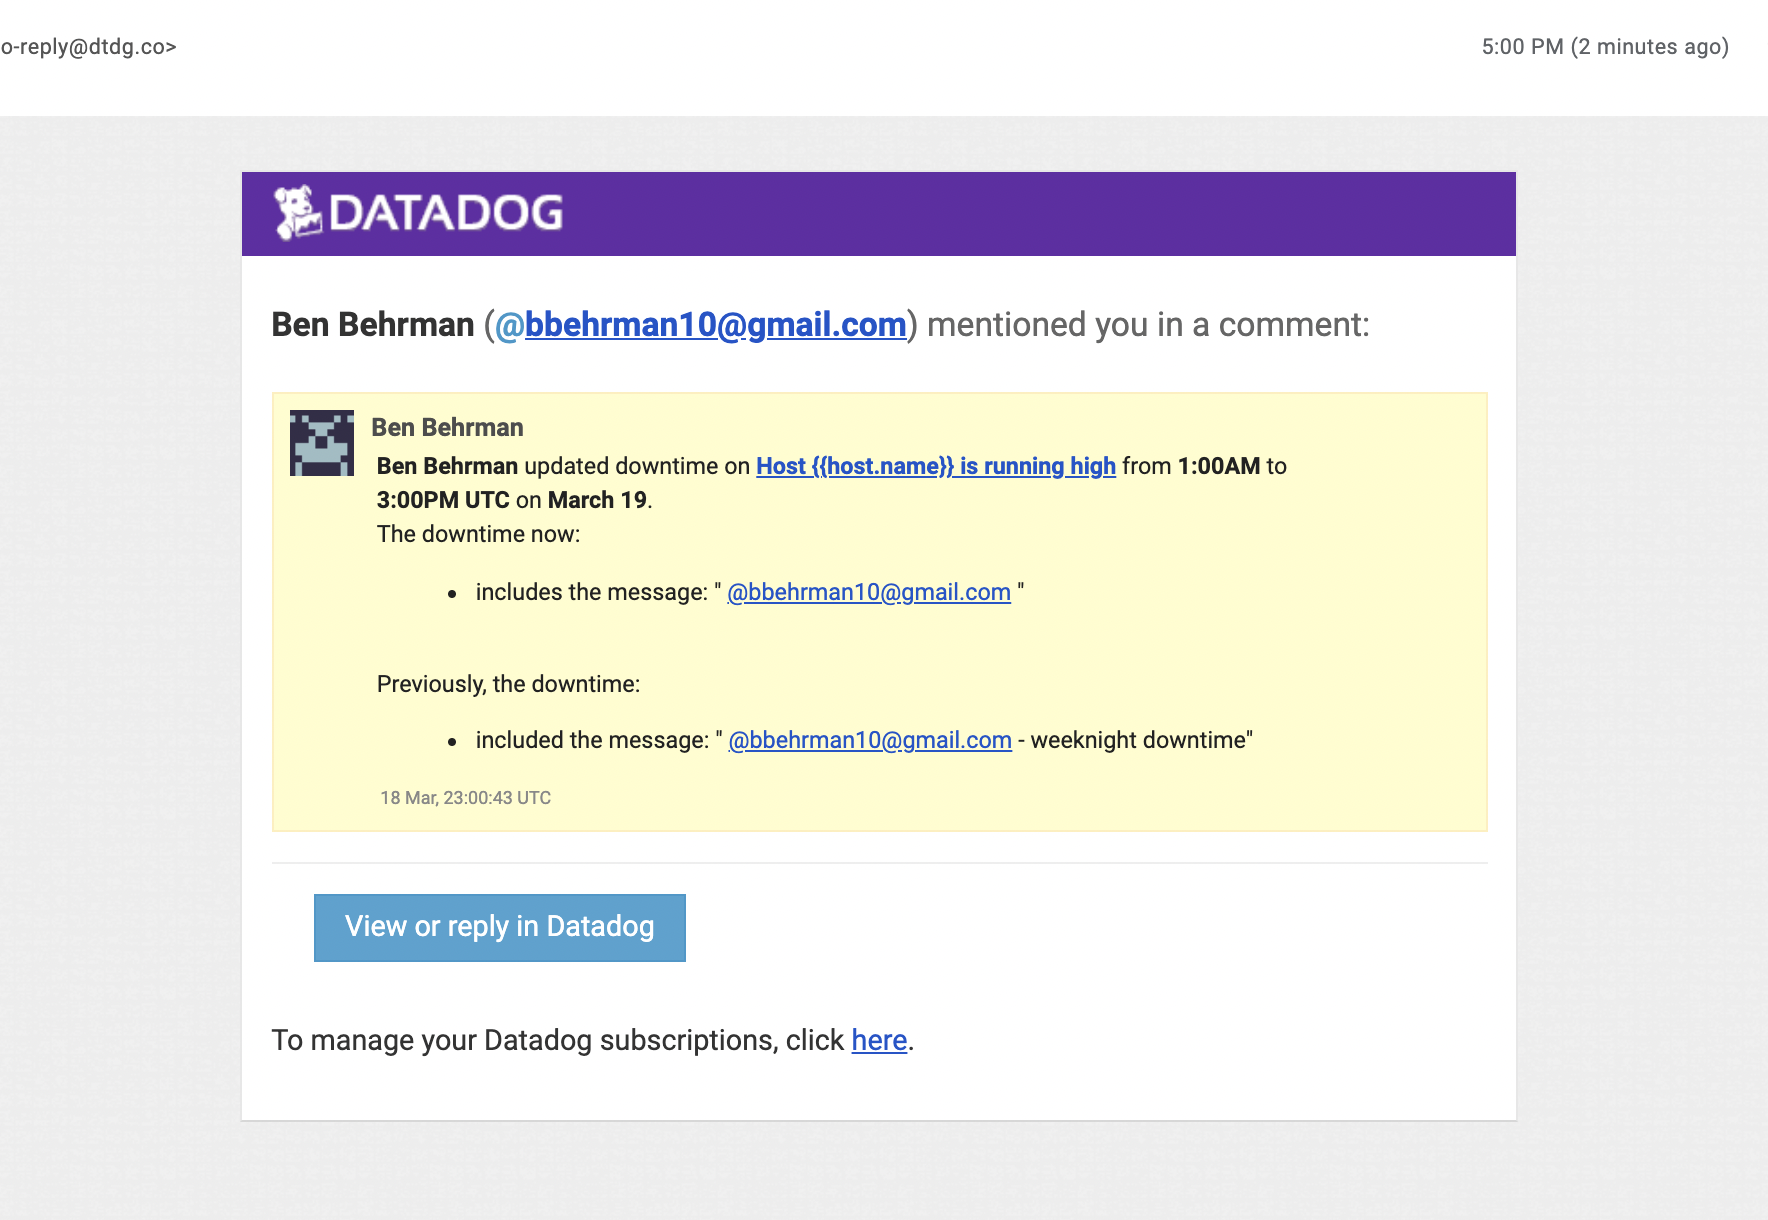 o-reply@dtdg.co>
5:00 PM (2 minutes ago)
DATADOG
Ben Behrman (@bbehrman10@gmail.com) mentioned you in a comment:
Ben Behrman
Ben Behrman updated downtime on Host {{host.name}} is running high from 1:00AM to
3:00PM UTC on March 19.
The downtime now:
• includes the message: " @bbehrman10@gmail.com "
Previously, the downtime:
• included the message: " @bbehrman10@gmail.com - weeknight downtime"
18 Mar, 23:00:43 UTC
View or reply in Datadog
To manage your Datadog subscriptions, click here.